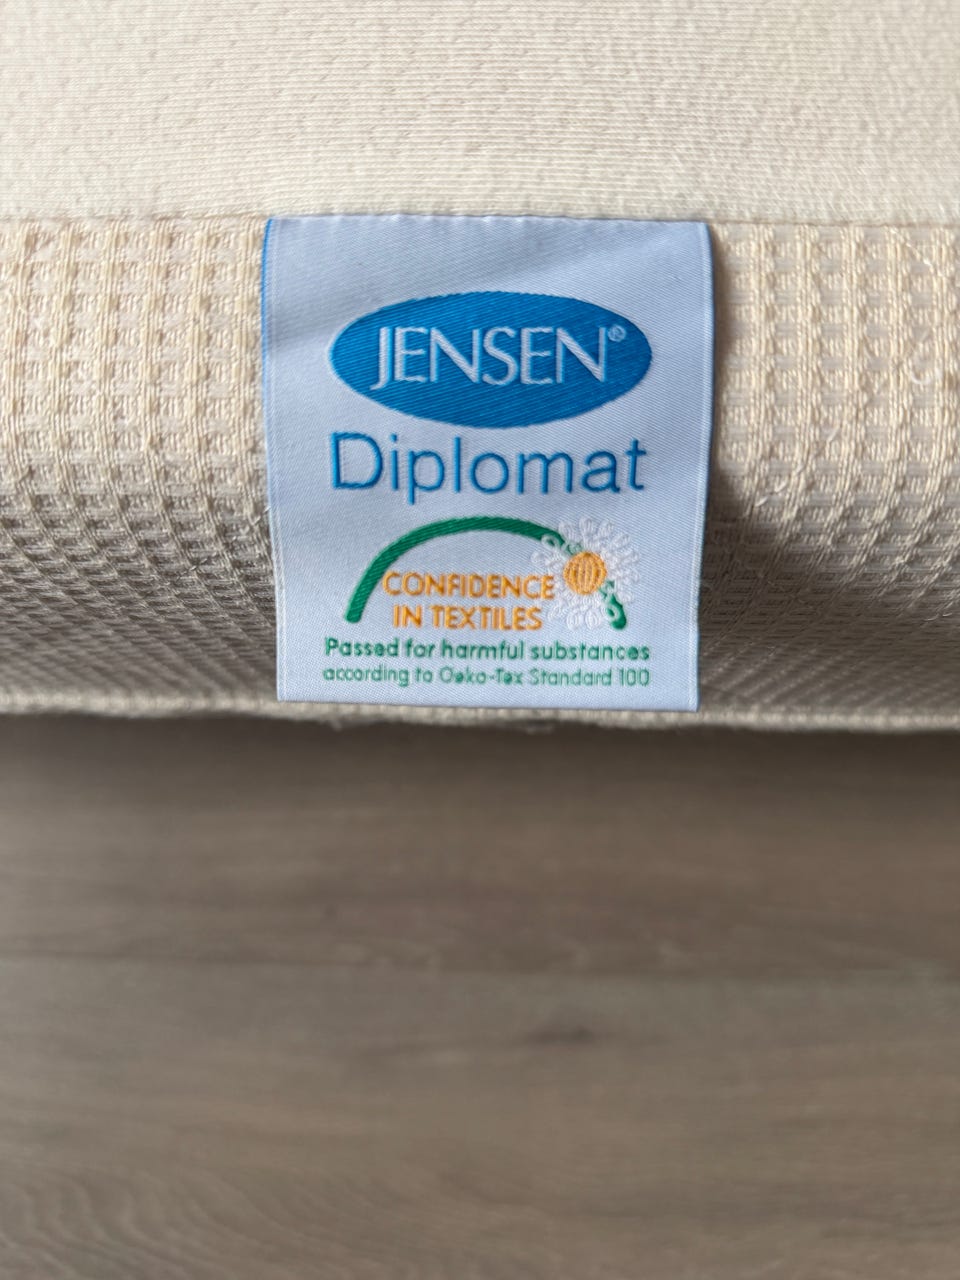 JENSEN®
Diplomat
CONFIDENCE
IN TEXTILES
Passed for harmful substances
according to Oeko-Tex Standard 100